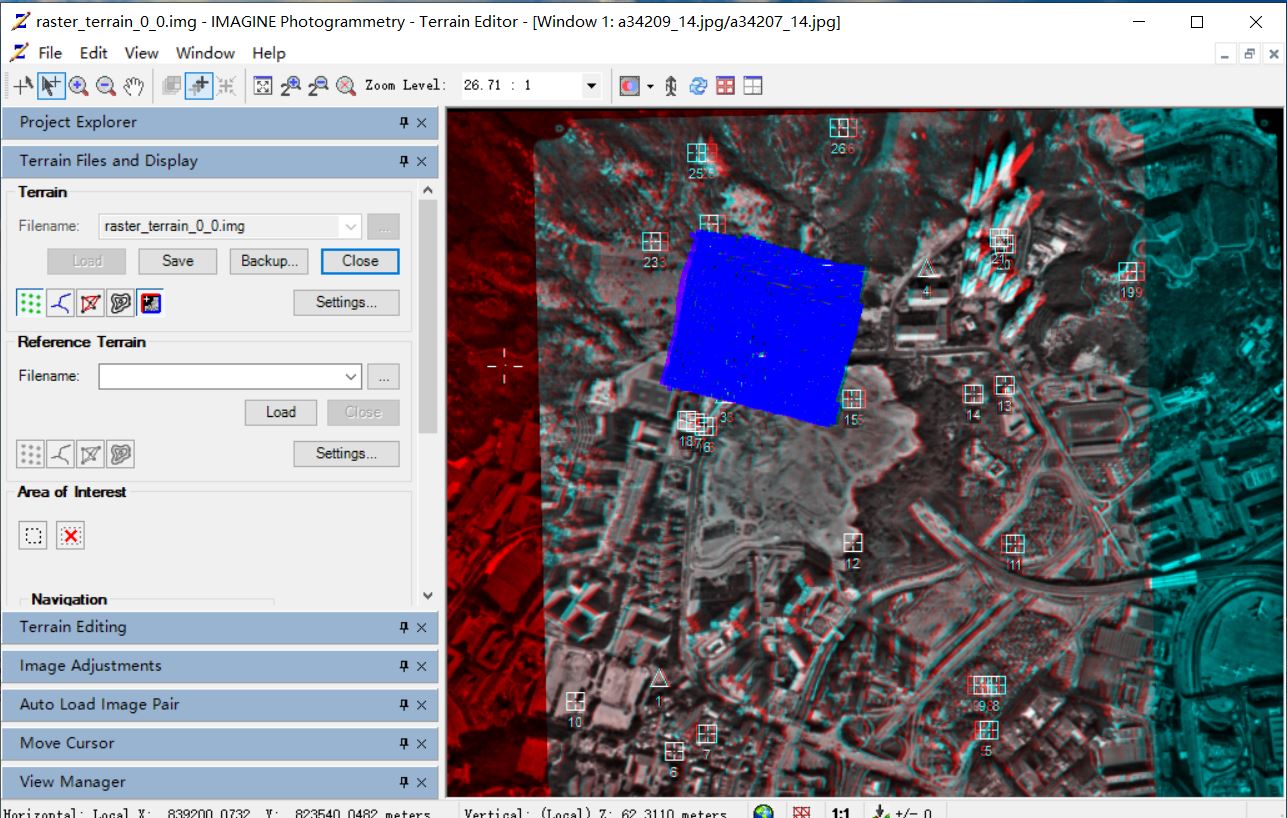 raster_terrain_0_0.img - IMAGINE Photogrammetry - Terrain Editor - [Window 1: a34209_14.jpg/a34207_14.jpg]
File Edit View Window Help
2 2 Zoom Level: 26.71 : 1
Project Explorer
Terrain Files and Display
Terrain
Filename: raster_terrain_0_0.img ...
Load Save Backup... Close
Settings...
Reference Terrain
Filename: ...
Load Close
Settings...
Area of Interest
Navigation
Terrain Editing
Image Adjustments
Auto Load Image Pair
Move Cursor
View Manager
26
25
23
21
4
19
14
13
15
18
12
11
1
10
9 8
5
7
6
Horizontal: Local X: 839200.0732 Y: 823540.0482 meters Vertical: (Local) Z: 62.3110 meters 1:1 +/- 0